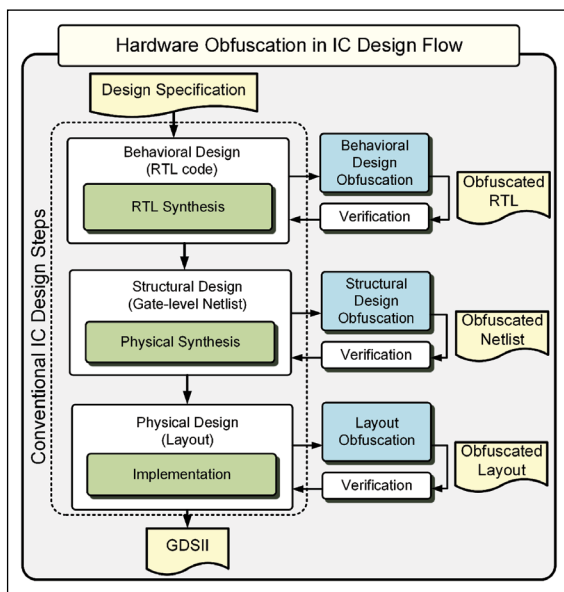 Hardware Obfuscation in IC Design Flow
Design Specification
Conventional IC Design Steps
Behavioral Design
(RTL code)
RTL Synthesis
Behavioral
Design
Obfuscation
Verification
Obfuscated
RTL
Structural Design
(Gate-level Netlist)
Physical Synthesis
Structural
Design
Obfuscation
Verification
Obfuscated
Netlist
Physical Design
(Layout)
Implementation
Layout
Obfuscation
Verification
Obfuscated
Layout
GDSII